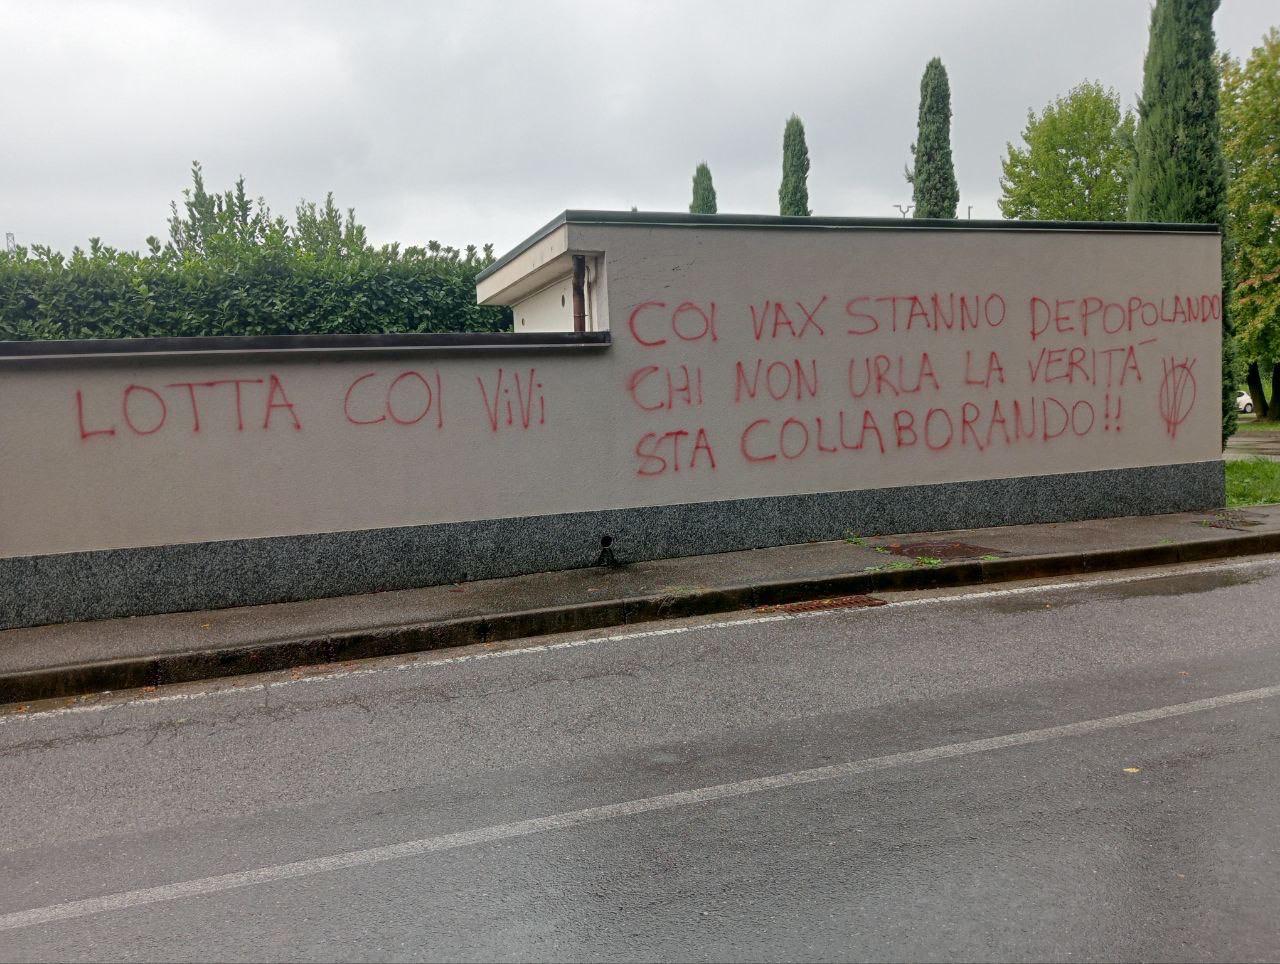 LOTTA COI ViVi
COI VAX STANNO DEPOPOLANDO
CHI NON URLA LA VERITÀ
STA COLLABORANDO!!